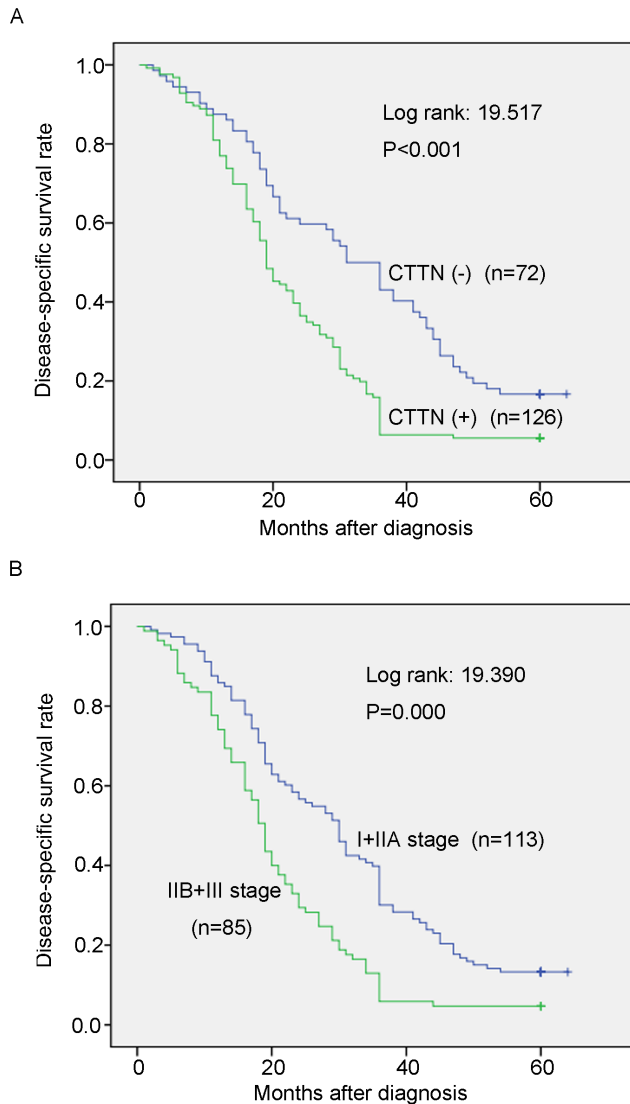 A
Log rank: 19.517
P<0.001
CTTN (-) (n=72)
CTTN (+) (n=126)
Disease-specific survival rate
1.0
0.8
0.6
0.4
0.2
0.0
0 20 40 60
Months after diagnosis
B
Log rank: 19.390
P=0.000
I+IIA stage (n=113)
IIB+III stage
(n=85)
Disease-specific survival rate
1.0
0.8
0.6
0.4
0.2
0.0
0 20 40 60
Months after diagnosis